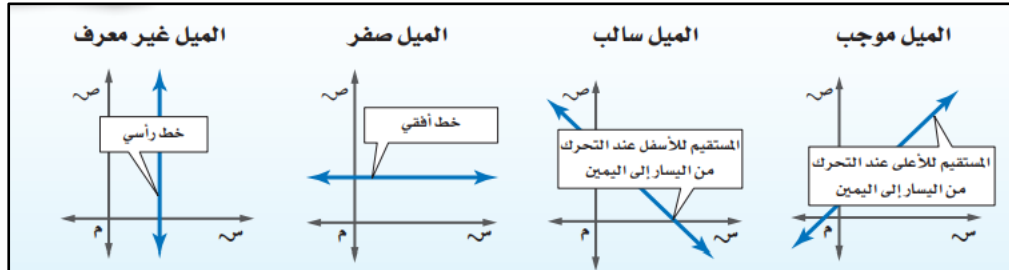 الميل موجب
الميل سالب
الميل صفر
الميل غير معرف
ص
المستقيم للأعلى عند التحرك
من اليسار إلى اليمين
م
س
ص
المستقيم للأسفل عند التحرك
من اليسار إلى اليمين
م
س
ص
خط أفقي
م
س
ص
خط رأسي
م
س